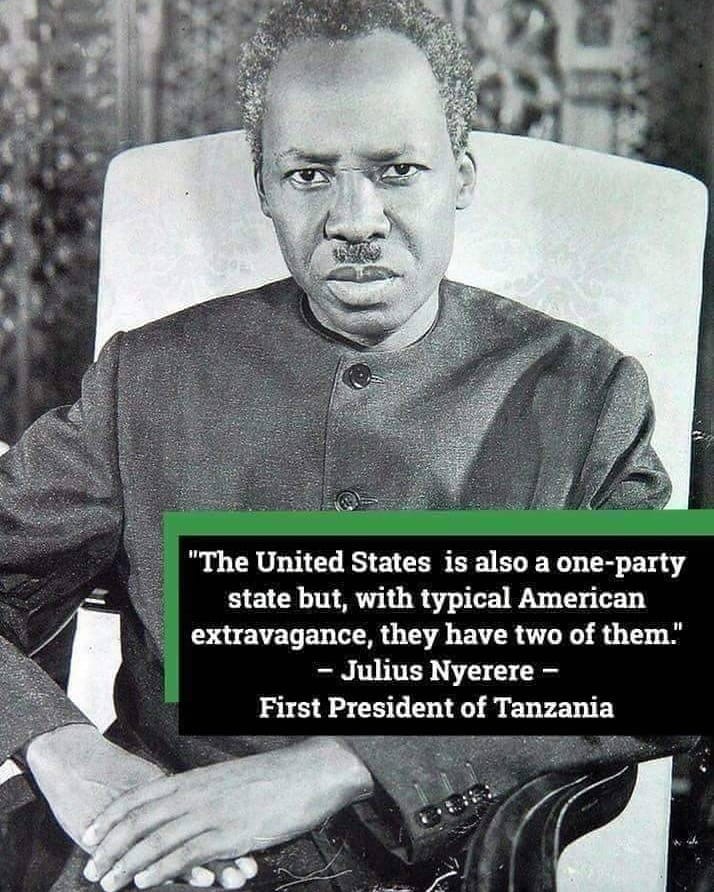 "The United States is also a one-party
state but, with typical American
extravagance, they have two of them."
– Julius Nyerere –
First President of Tanzania